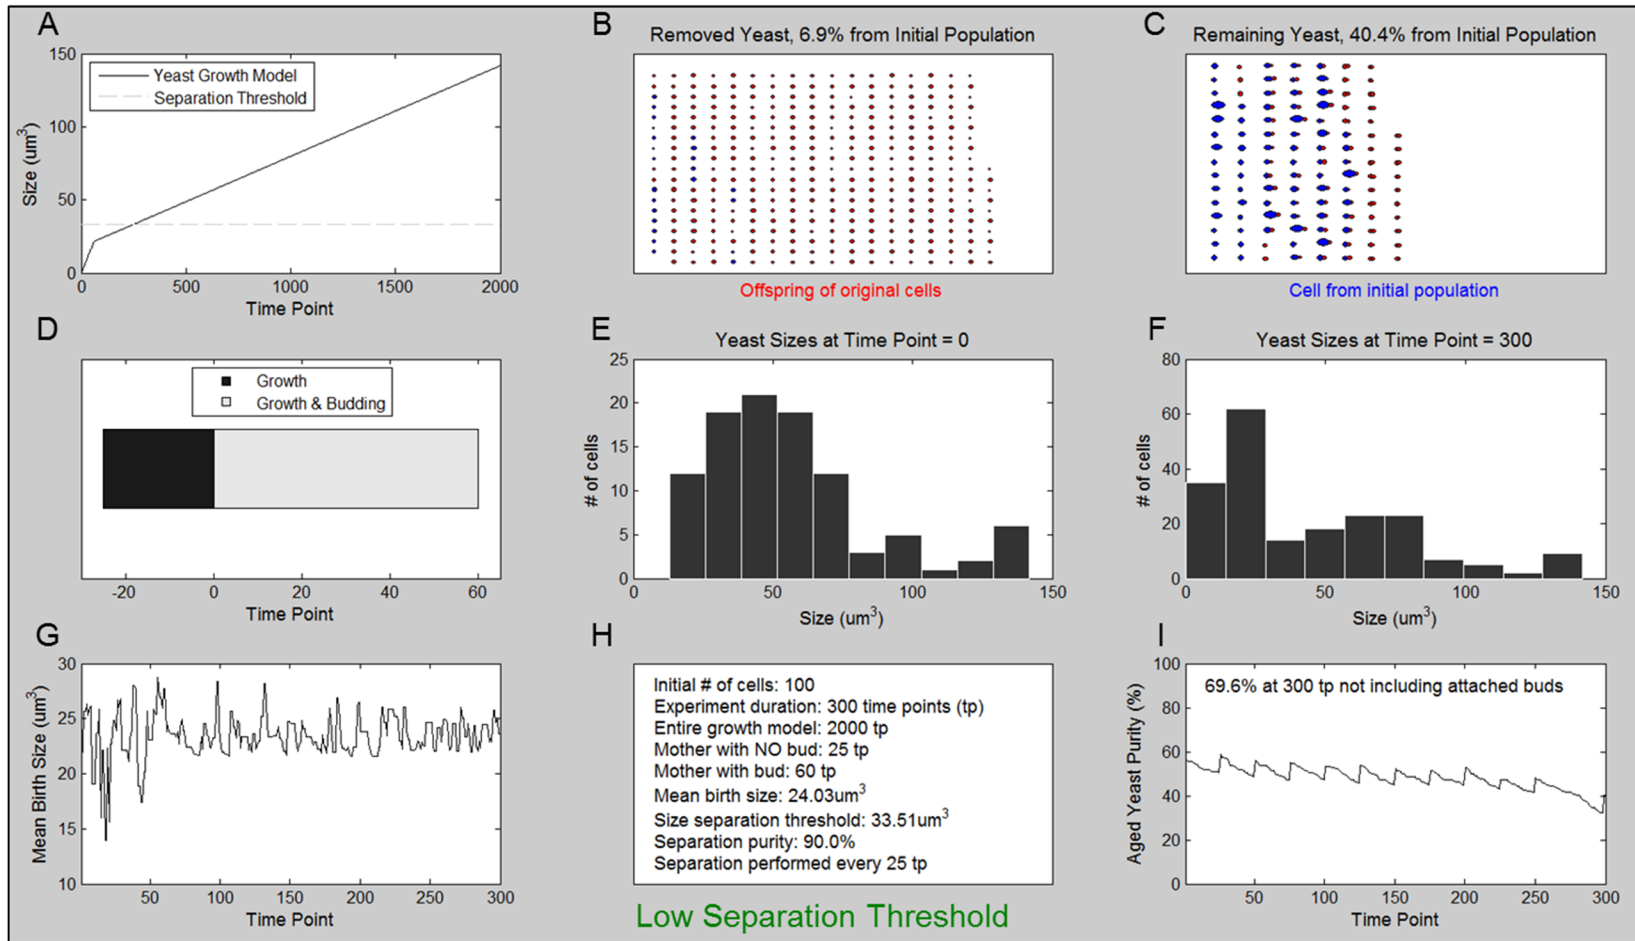 A
150
100
50
0
Size (um3)
Yeast Growth Model
Separation Threshold
0
500
1000
1500
2000
Time Point
B
Removed Yeast, 6.9% from Initial Population
Offspring of original cells
C
Remaining Yeast, 40.4% from Initial Population
Cell from initial population
D
Growth
Growth & Budding
-20
0
20
40
60
Time Point
E
Yeast Sizes at Time Point = 0
25
20
15
10
5
0
# of cells
0
50
100
150
Size (um3)
F
Yeast Sizes at Time Point = 300
80
60
40
20
0
# of cells
0
50
100
150
Size (um3)
G
30
25
20
15
10
Mean Birth Size (um3)
50
100
150
200
250
300
Time Point
H
Initial # of cells: 100
Experiment duration: 300 time points (tp)
Entire growth model: 2000 tp
Mother with NO bud: 25 tp
Mother with bud: 60 tp
Mean birth size: 24.03um3
Size separation threshold: 33.51um3
Separation purity: 90.0%
Separation performed every 25 tp
Low Separation Threshold
I
100
80
60
40
20
0
Aged Yeast Purity (%)
69.6% at 300 tp not including attached buds
50
100
150
200
250
300
Time Point